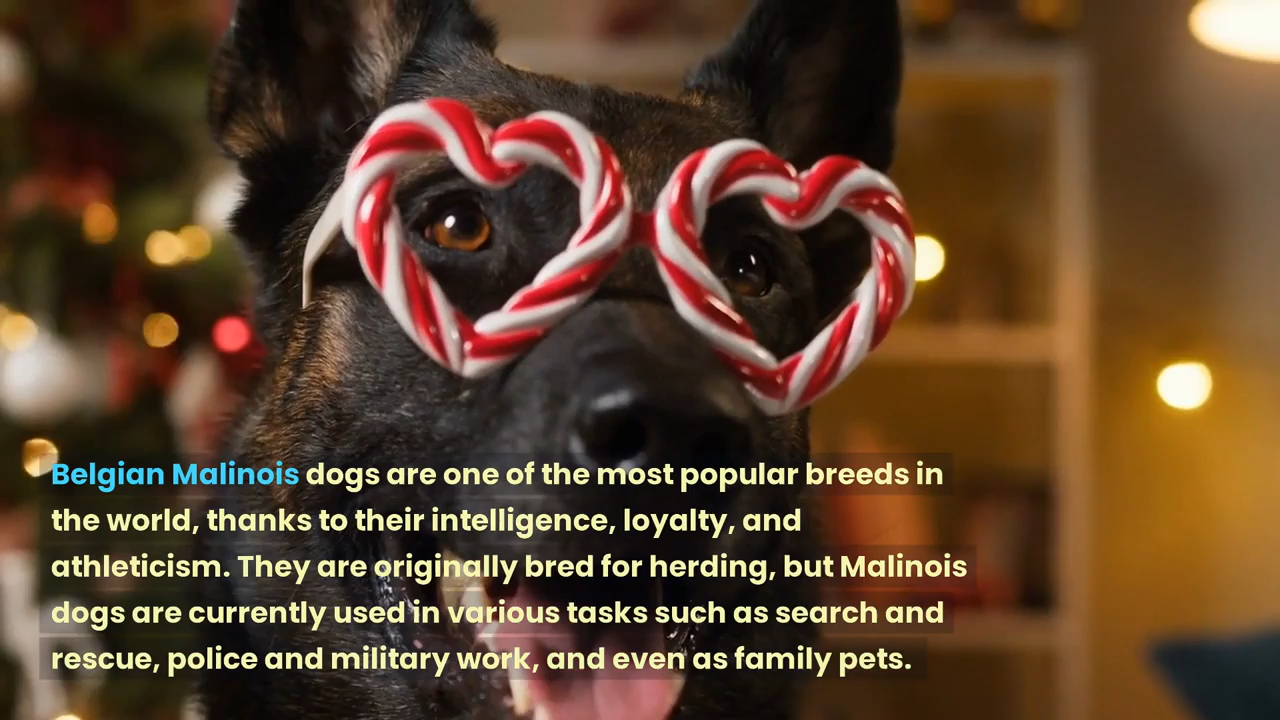 Belgian Malinois dogs are one of the most popular breeds in
the world, thanks to their intelligence, loyalty, and
athleticism. They are originally bred for herding, but Malinois
dogs are currently used in various tasks such as search and
rescue, police and military work, and even as family pets.